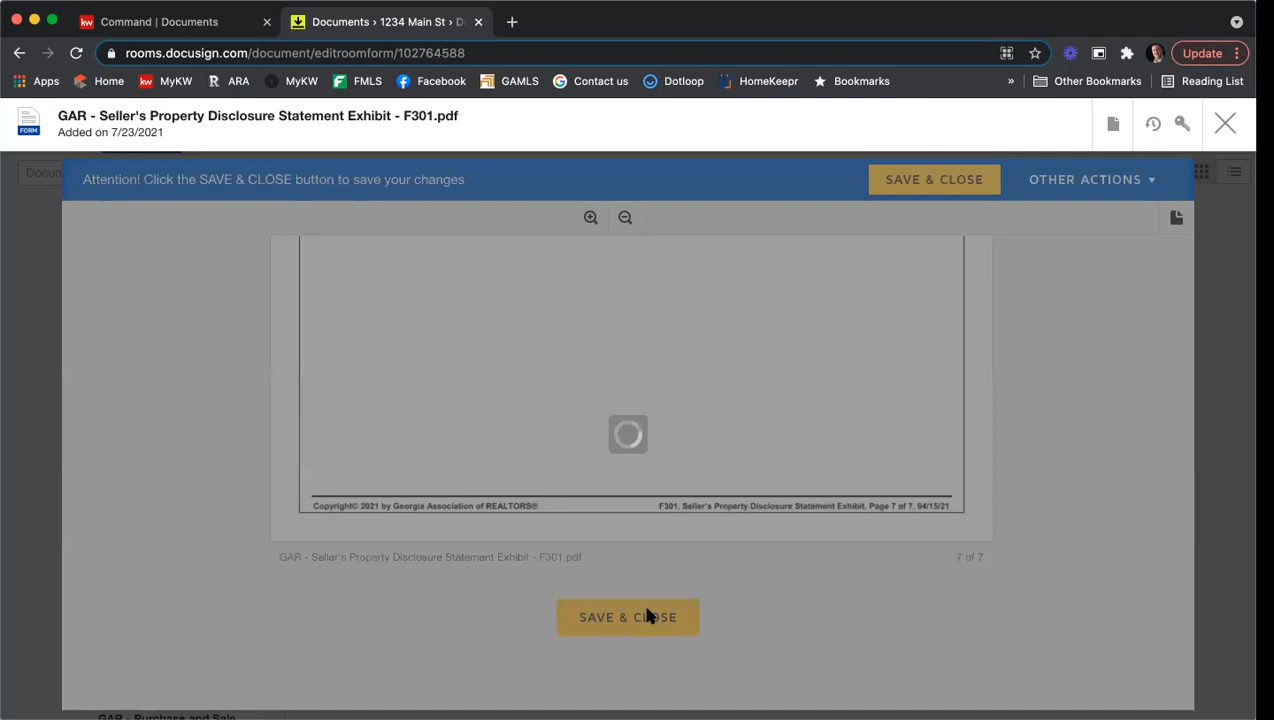 Command | Documents
Documents › 1234 Main St › D
rooms.docusign.com/document/editroomform/102764588
Update
Apps
Home
MyKW
ARA
MyKW
FMLS
Facebook
GAMLS
Contact us
Dotloop
HomeKeepr
Bookmarks
»
Other Bookmarks
Reading List
FORM
GAR - Seller's Property Disclosure Statement Exhibit - F301.pdf
Added on 7/23/2021
Docum
Attention! Click the SAVE & CLOSE button to save your changes
SAVE & CLOSE
OTHER ACTIONS
Copyright© 2021 by Georgia Association of REALTORS®
F301, Seller's Property Disclosure Statement Exhibit, Page 7 of 7, 04/15/21
GAR - Seller's Property Disclosure Statement Exhibit - F301.pdf
7 of 7
SAVE & CLOSE
GAR - Purchase and Sale